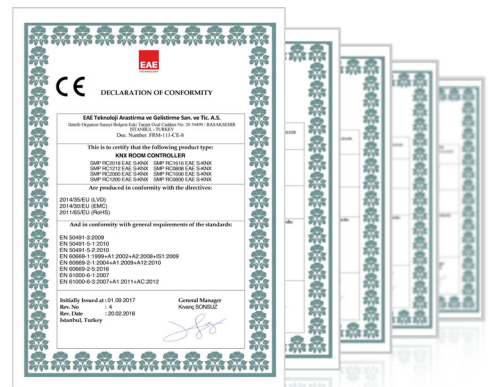 EAE
TECHNOLOGY
CE
DECLARATION OF CONFORMITY
EAE Teknoloji Arastirma ve Gelistirme San. ve Tic. A.S.
Ikitelli Organize Sanayi Bolgesi Eski Turgut Ozal Caddesi No: 20 34490 / BASAKSEHIR
ISTANBUL - TURKEY
Doc. Number: FRM-111-CE-8
This is to certify that the following product type:
KNX ROOM CONTROLLER
SMP RC2018 EAE S-KNX SMP RC1616 EAE S-KNX
SMP RC1212 EAE S-KNX SMP RC0808 EAE S-KNX
SMP RC2000 EAE S-KNX SMP RC1600 EAE S-KNX
SMP RC1200 EAE S-KNX SMP RC0800 EAE S-KNX
Are produced in conformity with the directives:
2014/35/EU (LVD)
2014/30/EU (EMC)
2011/65/EU (RoHS)
And in conformity with general requirements of the standards:
EN 50491-3:2009
EN 50491-5-1:2010
EN 50491-5-2:2010
EN 60669-1:1999+A1:2002+A2:2008+IS1:2009
EN 60669-2-1:2004+A1:2009+A12:2010
EN 60669-2-5:2016
EN 61000-6-1:2007
EN 61000-6-3:2007+A1:2011+AC:2012
Initially Issued at : 01.09.2017 General Manager
Rev. No : 4 Kıvanç SONSUZ
Rev. Date : 20.02.2018
Istanbul, Turkey